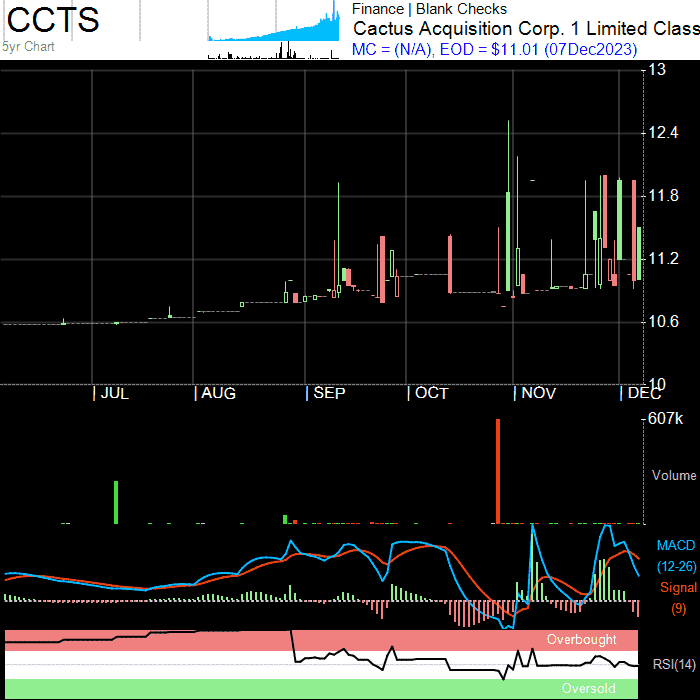 CCTS
5yr Chart
Finance | Blank Checks
Cactus Acquisition Corp. 1 Limited Class
MC = (N/A), EOD = $11.01 (07Dec2023)
13
12.4
11.8
11.2
10.6
10
JUL AUG SEP OCT NOV DEC
607k
Volume
MACD
(12-26)
Signal
(9)
Overbought
RSI(14)
Oversold